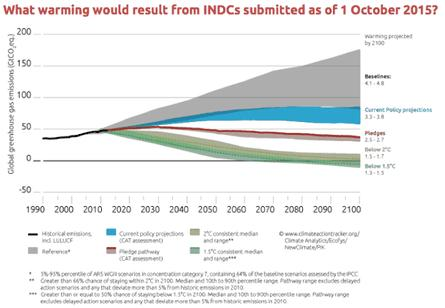 What warming would result from INDCs submitted as of 1 October 2015?
Global greenhouse gas emissions (GtCO₂eq.)
200
150
100
50
0
-50
1990
2000
2010
2020
2030
2040
2050
2060
2070
2080
2090
2100
Warming projected
by 2100
Baselines:
4.1 - 4.8
Current Policy projections
3.3 - 3.8
Pledges
2.5 - 2.7
Below 2°C
1.5 - 1.7
Below 1.5°C
1.3 - 1.5
Historical emissions,
incl. LULUCF
Reference*
Current policy projections
(CAT assessment)
Pledge pathway
(CAT assessment)
2°C consistent median
and range**
1.5°C consistent median
and range***
© www.climateactiontracker.org/
Climate Analytics/Ecofys/
NewClimate/PIK
* 5%-95% percentile of AR5 WGIII scenarios in concentration category 7, containing 64% of the baseline scenarios assessed by the IPCC
** Greater than 66% chance of staying within 2°C in 2100. Median and 10th to 90th percentile range. Pathway range excludes delayed
action scenarios and any that deviate more than 5% from historic emissions in 2010.
*** Greater than or equal to 50% chance of staying below 1.5°C in 2100. Median and 10th to 90th percentile range. Pathway range
excludes delayed action scenarios and any that deviate more than 5% from historic emissions in 2010.